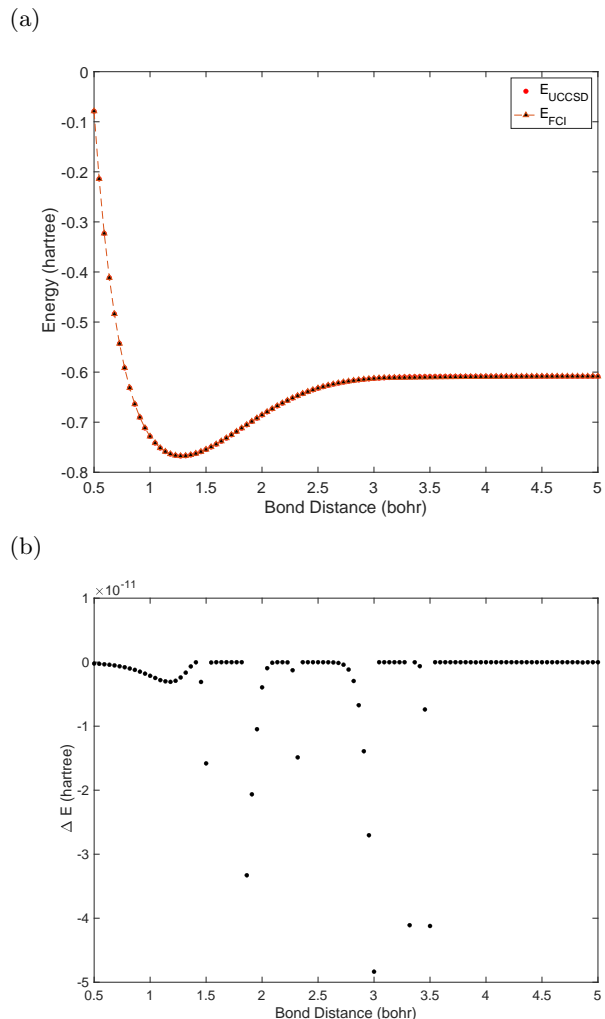 (a)
0
-0.1
-0.2
-0.3
-0.4
-0.5
-0.6
-0.7
-0.8
Energy (hartree)
E_UCCSD
E_FCI
0.5 1 1.5 2 2.5 3 3.5 4 4.5 5
Bond Distance (bohr)
(b)
×10^-11
1
0
-1
-2
-3
-4
-5
Δ E (hartree)
0.5 1 1.5 2 2.5 3 3.5 4 4.5 5
Bond Distance (bohr)